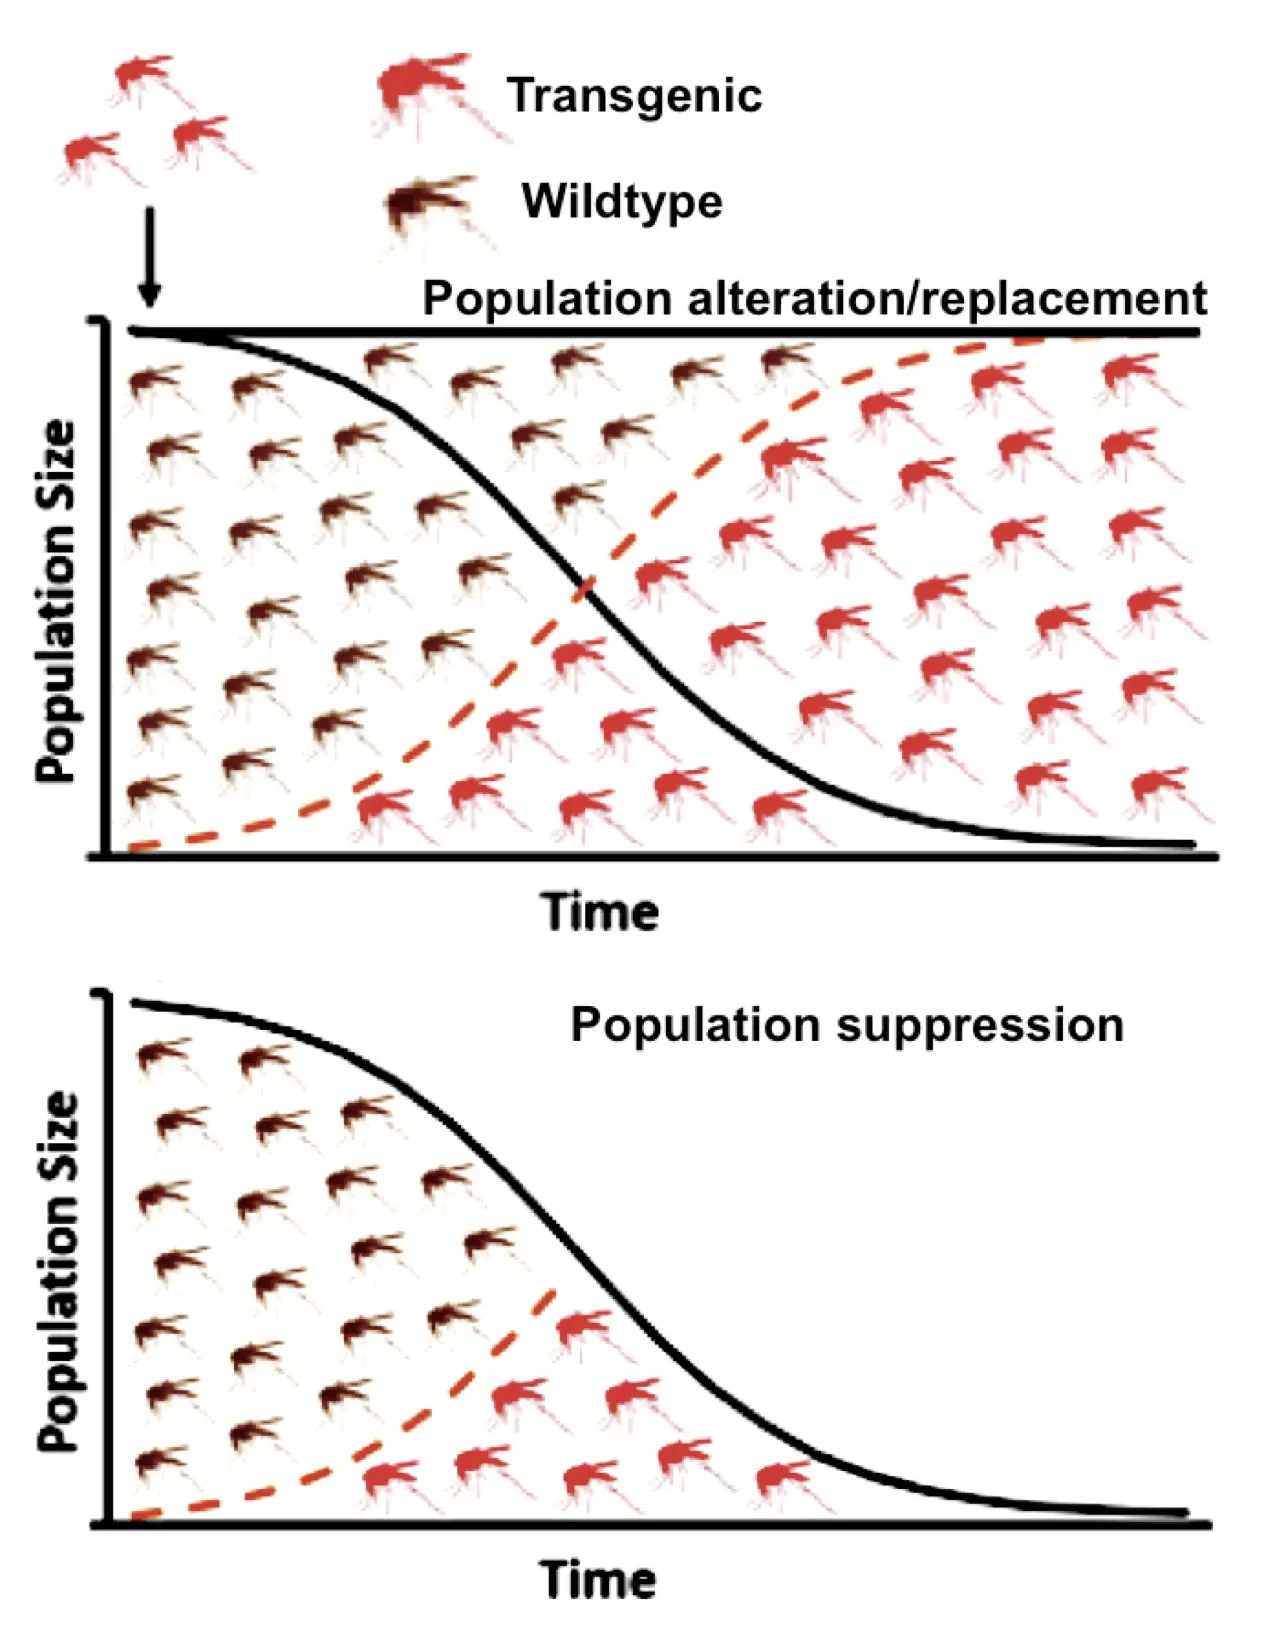 Transgenic
Wildtype
Population alteration/replacement
Population Size
Time
Population suppression
Population Size
Time